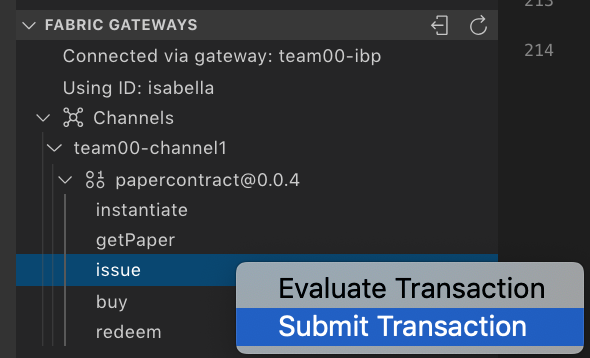 213
FABRIC GATEWAYS
Connected via gateway: team00-ibp
214
Using ID: isabella
Channels
team00-channel1
papercontract@0.0.4
instantiate
getPaper
issue
Evaluate Transaction
buy
Submit Transaction
redeem